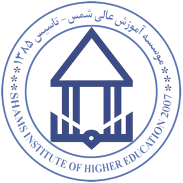 موسسه آموزش عالی شمس - تاسیس ۱۳۸۵
SHAMS INSTITUTE OF HIGHER EDUCATION 2007